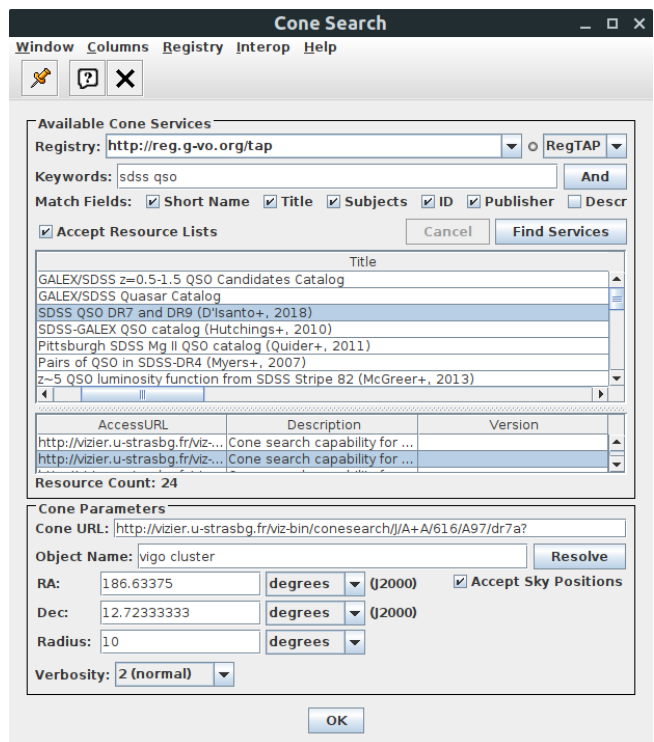 Cone Search
Window Columns Registry Interop Help
Available Cone Services
Registry: http://reg.g-vo.org/tap RegTAP
Keywords: sdss qso And
Match Fields: Short Name Title Subjects ID Publisher Descr
Accept Resource Lists Cancel Find Services
Title
GALEX/SDSS z=0.5-1.5 QSO Candidates Catalog
GALEX/SDSS Quasar Catalog
SDSS QSO DR7 and DR9 (D'Isanto+, 2018)
SDSS-GALEX QSO catalog (Hutchings+, 2010)
Pittsburgh SDSS Mg II QSO catalog (Quider+, 2011)
Pairs of QSO in SDSS-DR4 (Myers+, 2007)
z~5 QSO luminosity function from SDSS Stripe 82 (McGreer+, 2013)
AccessURL Description Version
http://vizier.u-strasbg.fr/viz-... Cone search capability for ...
http://vizier.u-strasbg.fr/viz-... Cone search capability for ...
Resource Count: 24
Cone Parameters
Cone URL: http://vizier.u-strasbg.fr/viz-bin/conesearch/J/A+A/616/A97/dr7a?
Object Name: vigo cluster Resolve
RA: 186.63375 degrees (J2000) Accept Sky Positions
Dec: 12.72333333 degrees (J2000)
Radius: 10 degrees
Verbosity: 2 (normal)
OK